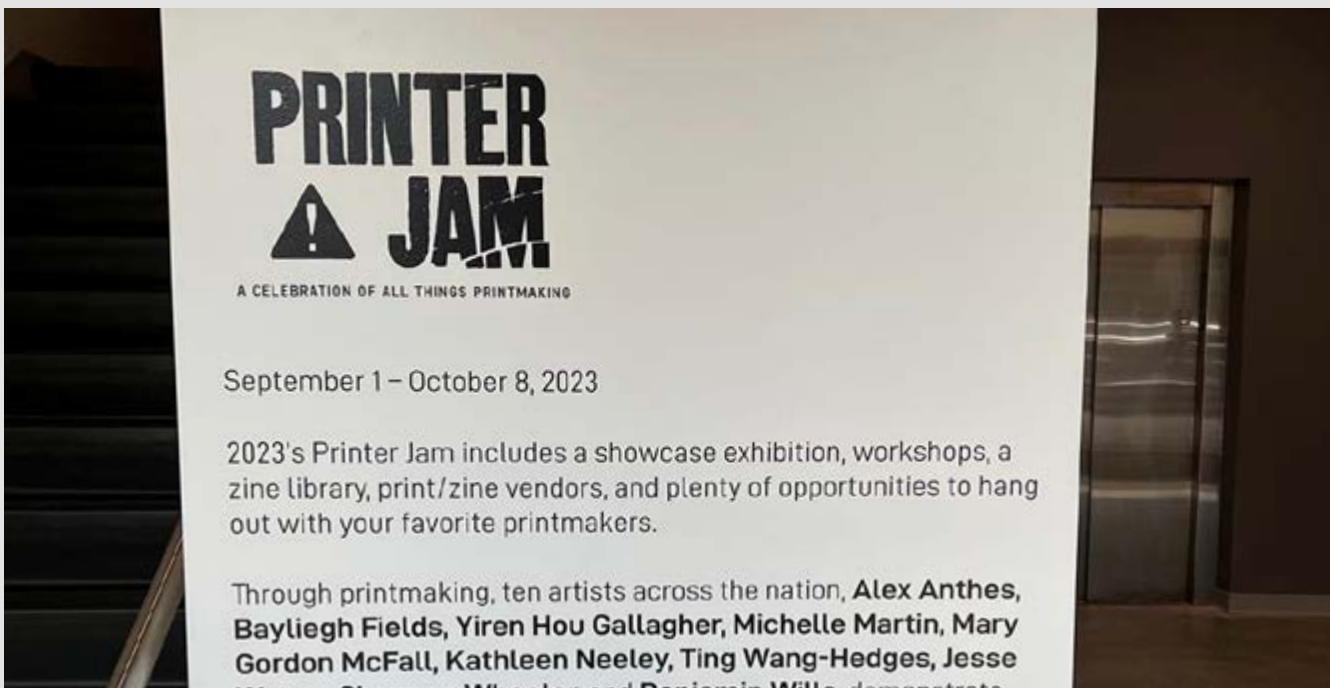 PRINTER
JAM
A CELEBRATION OF ALL THINGS PRINTMAKING
September 1 – October 8, 2023
2023's Printer Jam includes a showcase exhibition, workshops, a
zine library, print/zine vendors, and plenty of opportunities to hang
out with your favorite printmakers.
Through printmaking, ten artists across the nation, Alex Anthes,
Bayliegh Fields, Yiren Hou Gallagher, Michelle Martin, Mary
Gordon McFall, Kathleen Neeley, Ting Wang-Hedges, Jesse